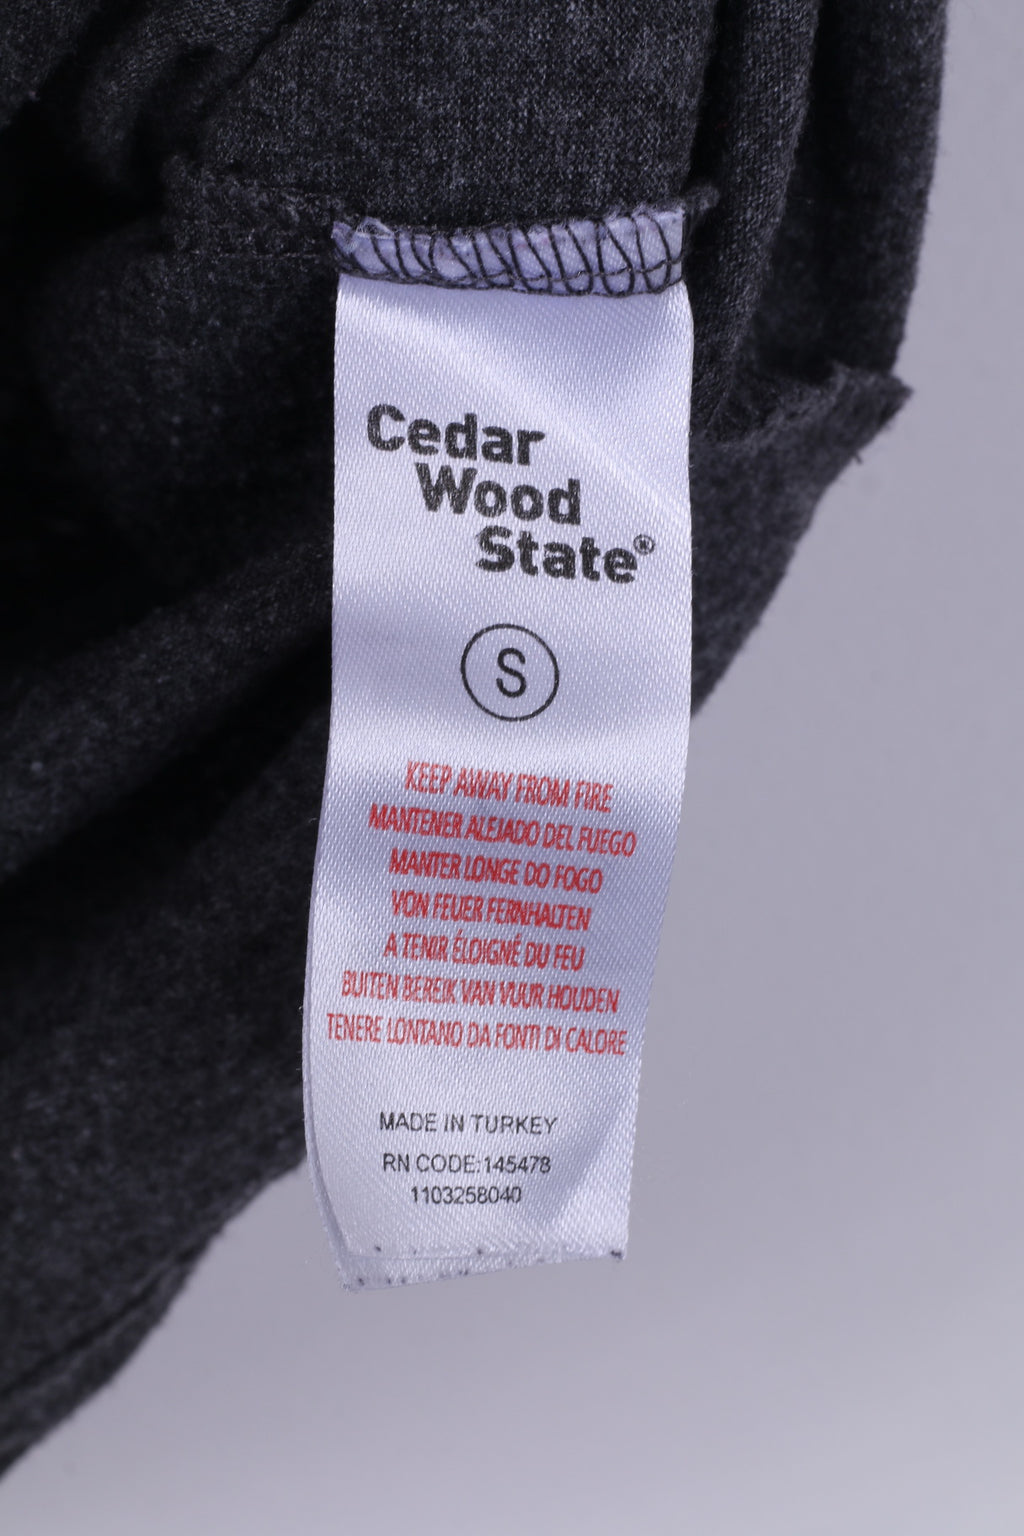 Cedar
Wood
State®
S
KEEP AWAY FROM FIRE
MANTENER ALEJADO DEL FUEGO
MANTER LONGE DO FOGO
VON FEUER FERNHALTEN
A TENIR ÉLOIGNÉ DU FEU
BUITEN BEREIK VAN VUUR HOUDEN
TENERE LONTANO DA FONTI DI CALORE
MADE IN TURKEY
RN CODE:145478
1103258040